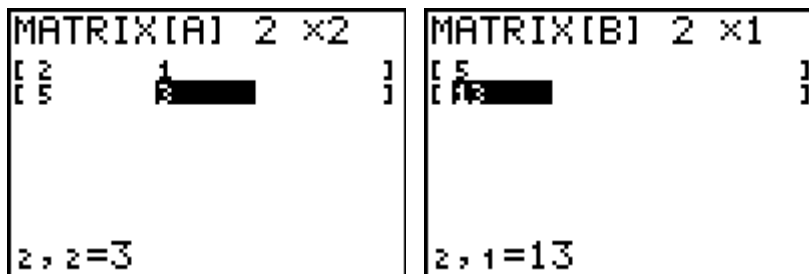 MATRIX[A] 2 ×2
[ 2 1 ]
[ 5 3 ]
2,2=3
MATRIX[B] 2 ×1
[ 5 ]
[ 13 ]
2,1=13